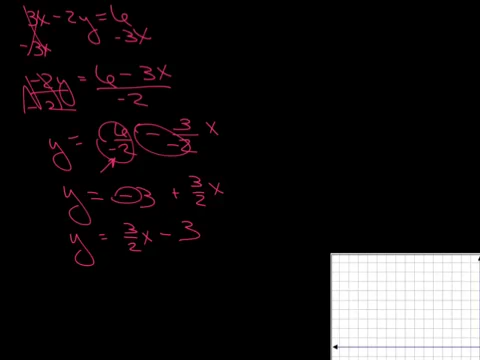 3x - 2y = 6
-3x -3x
-2y/-2 = 6 - 3x/-2
y = 6/-2 - 3/-2 x
y = -3 + 3/2 x
y = 3/2 x - 3